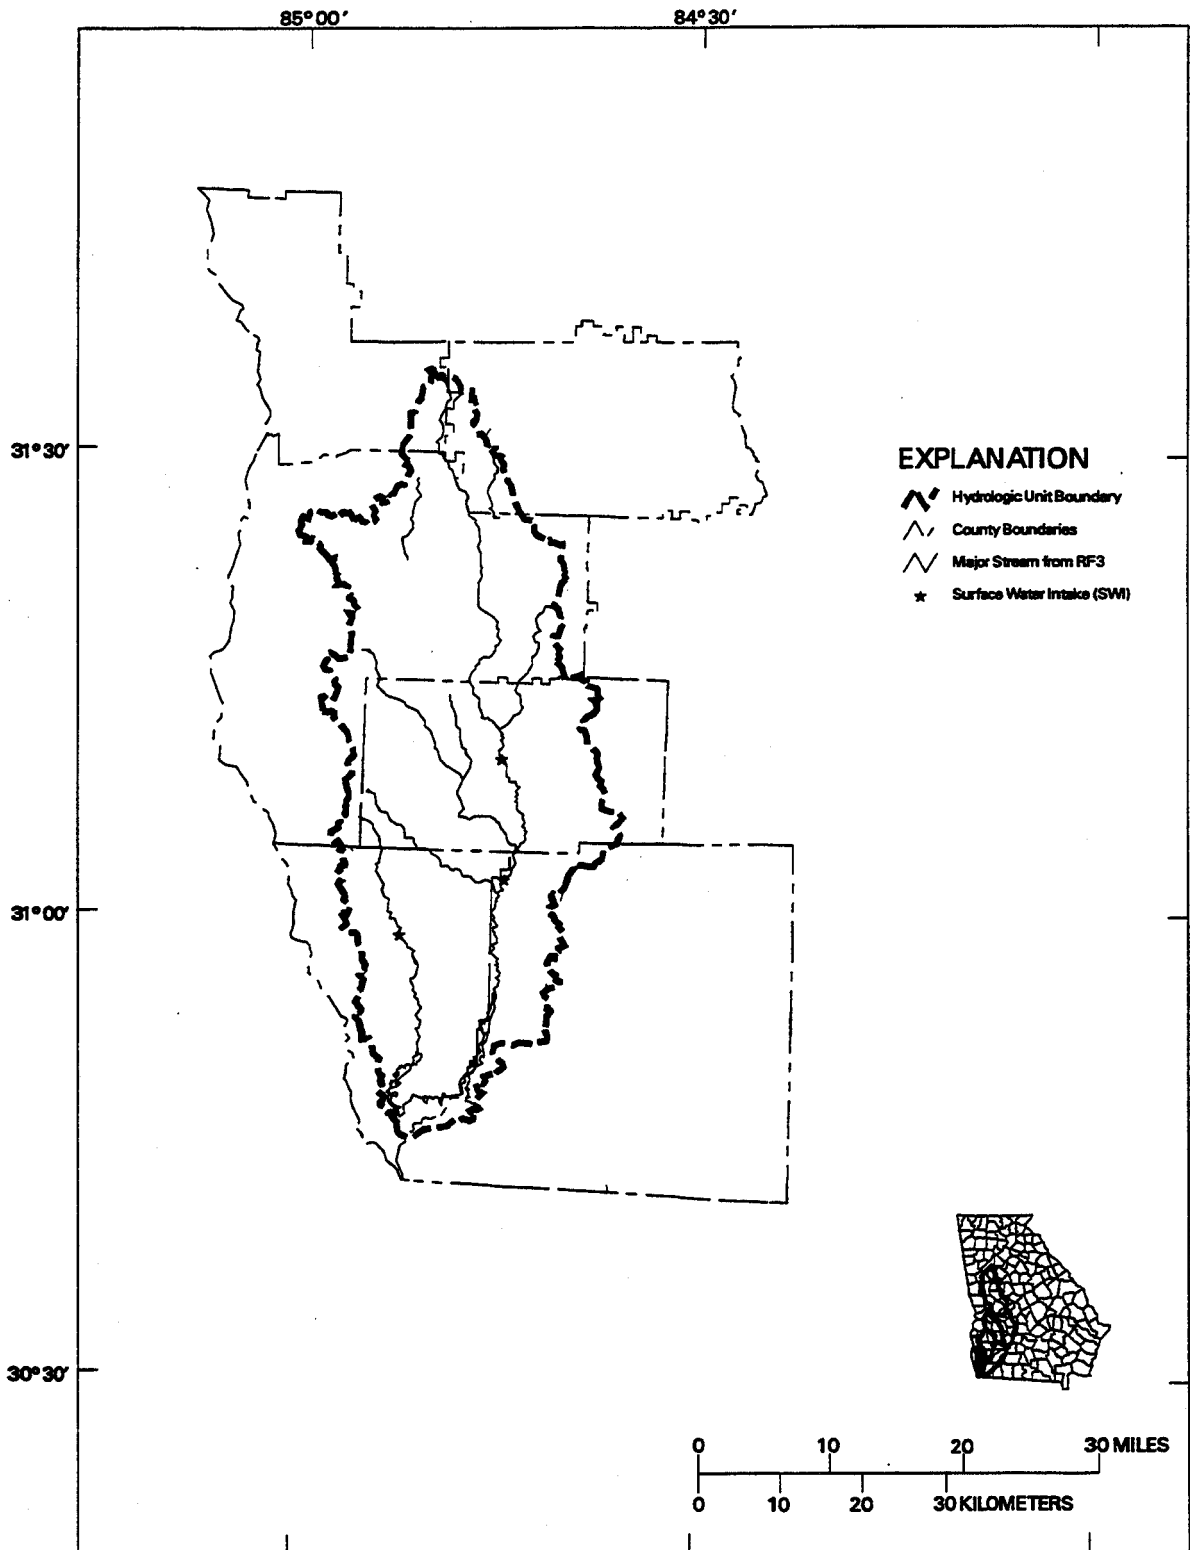 85°00′ 84°30′
31°30′
EXPLANATION
Hydrologic Unit Boundary
County Boundaries
Major Stream from RF3
Surface Water Intake (SWI)
31°00′
30°30′
0 10 20 30 MILES
0 10 20 30 KILOMETERS